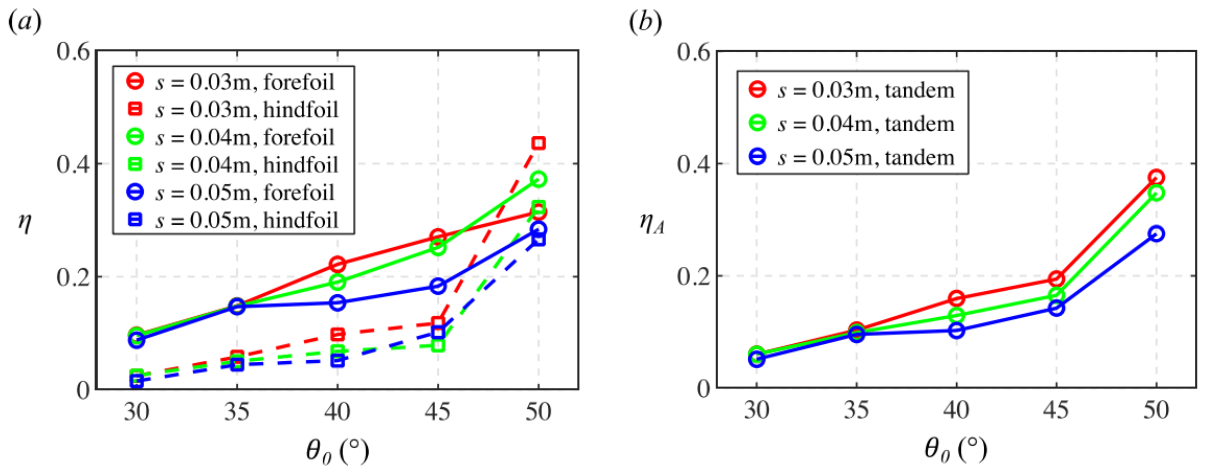 (a)
0.6
0.4
0.2
0
η
s = 0.03m, forefoil
s = 0.03m, hindfoil
s = 0.04m, forefoil
s = 0.04m, hindfoil
s = 0.05m, forefoil
s = 0.05m, hindfoil
30 35 40 45 50
θ₀ (°)
(b)
0.6
0.4
0.2
0
η_A
s = 0.03m, tandem
s = 0.04m, tandem
s = 0.05m, tandem
30 35 40 45 50
θ₀ (°)